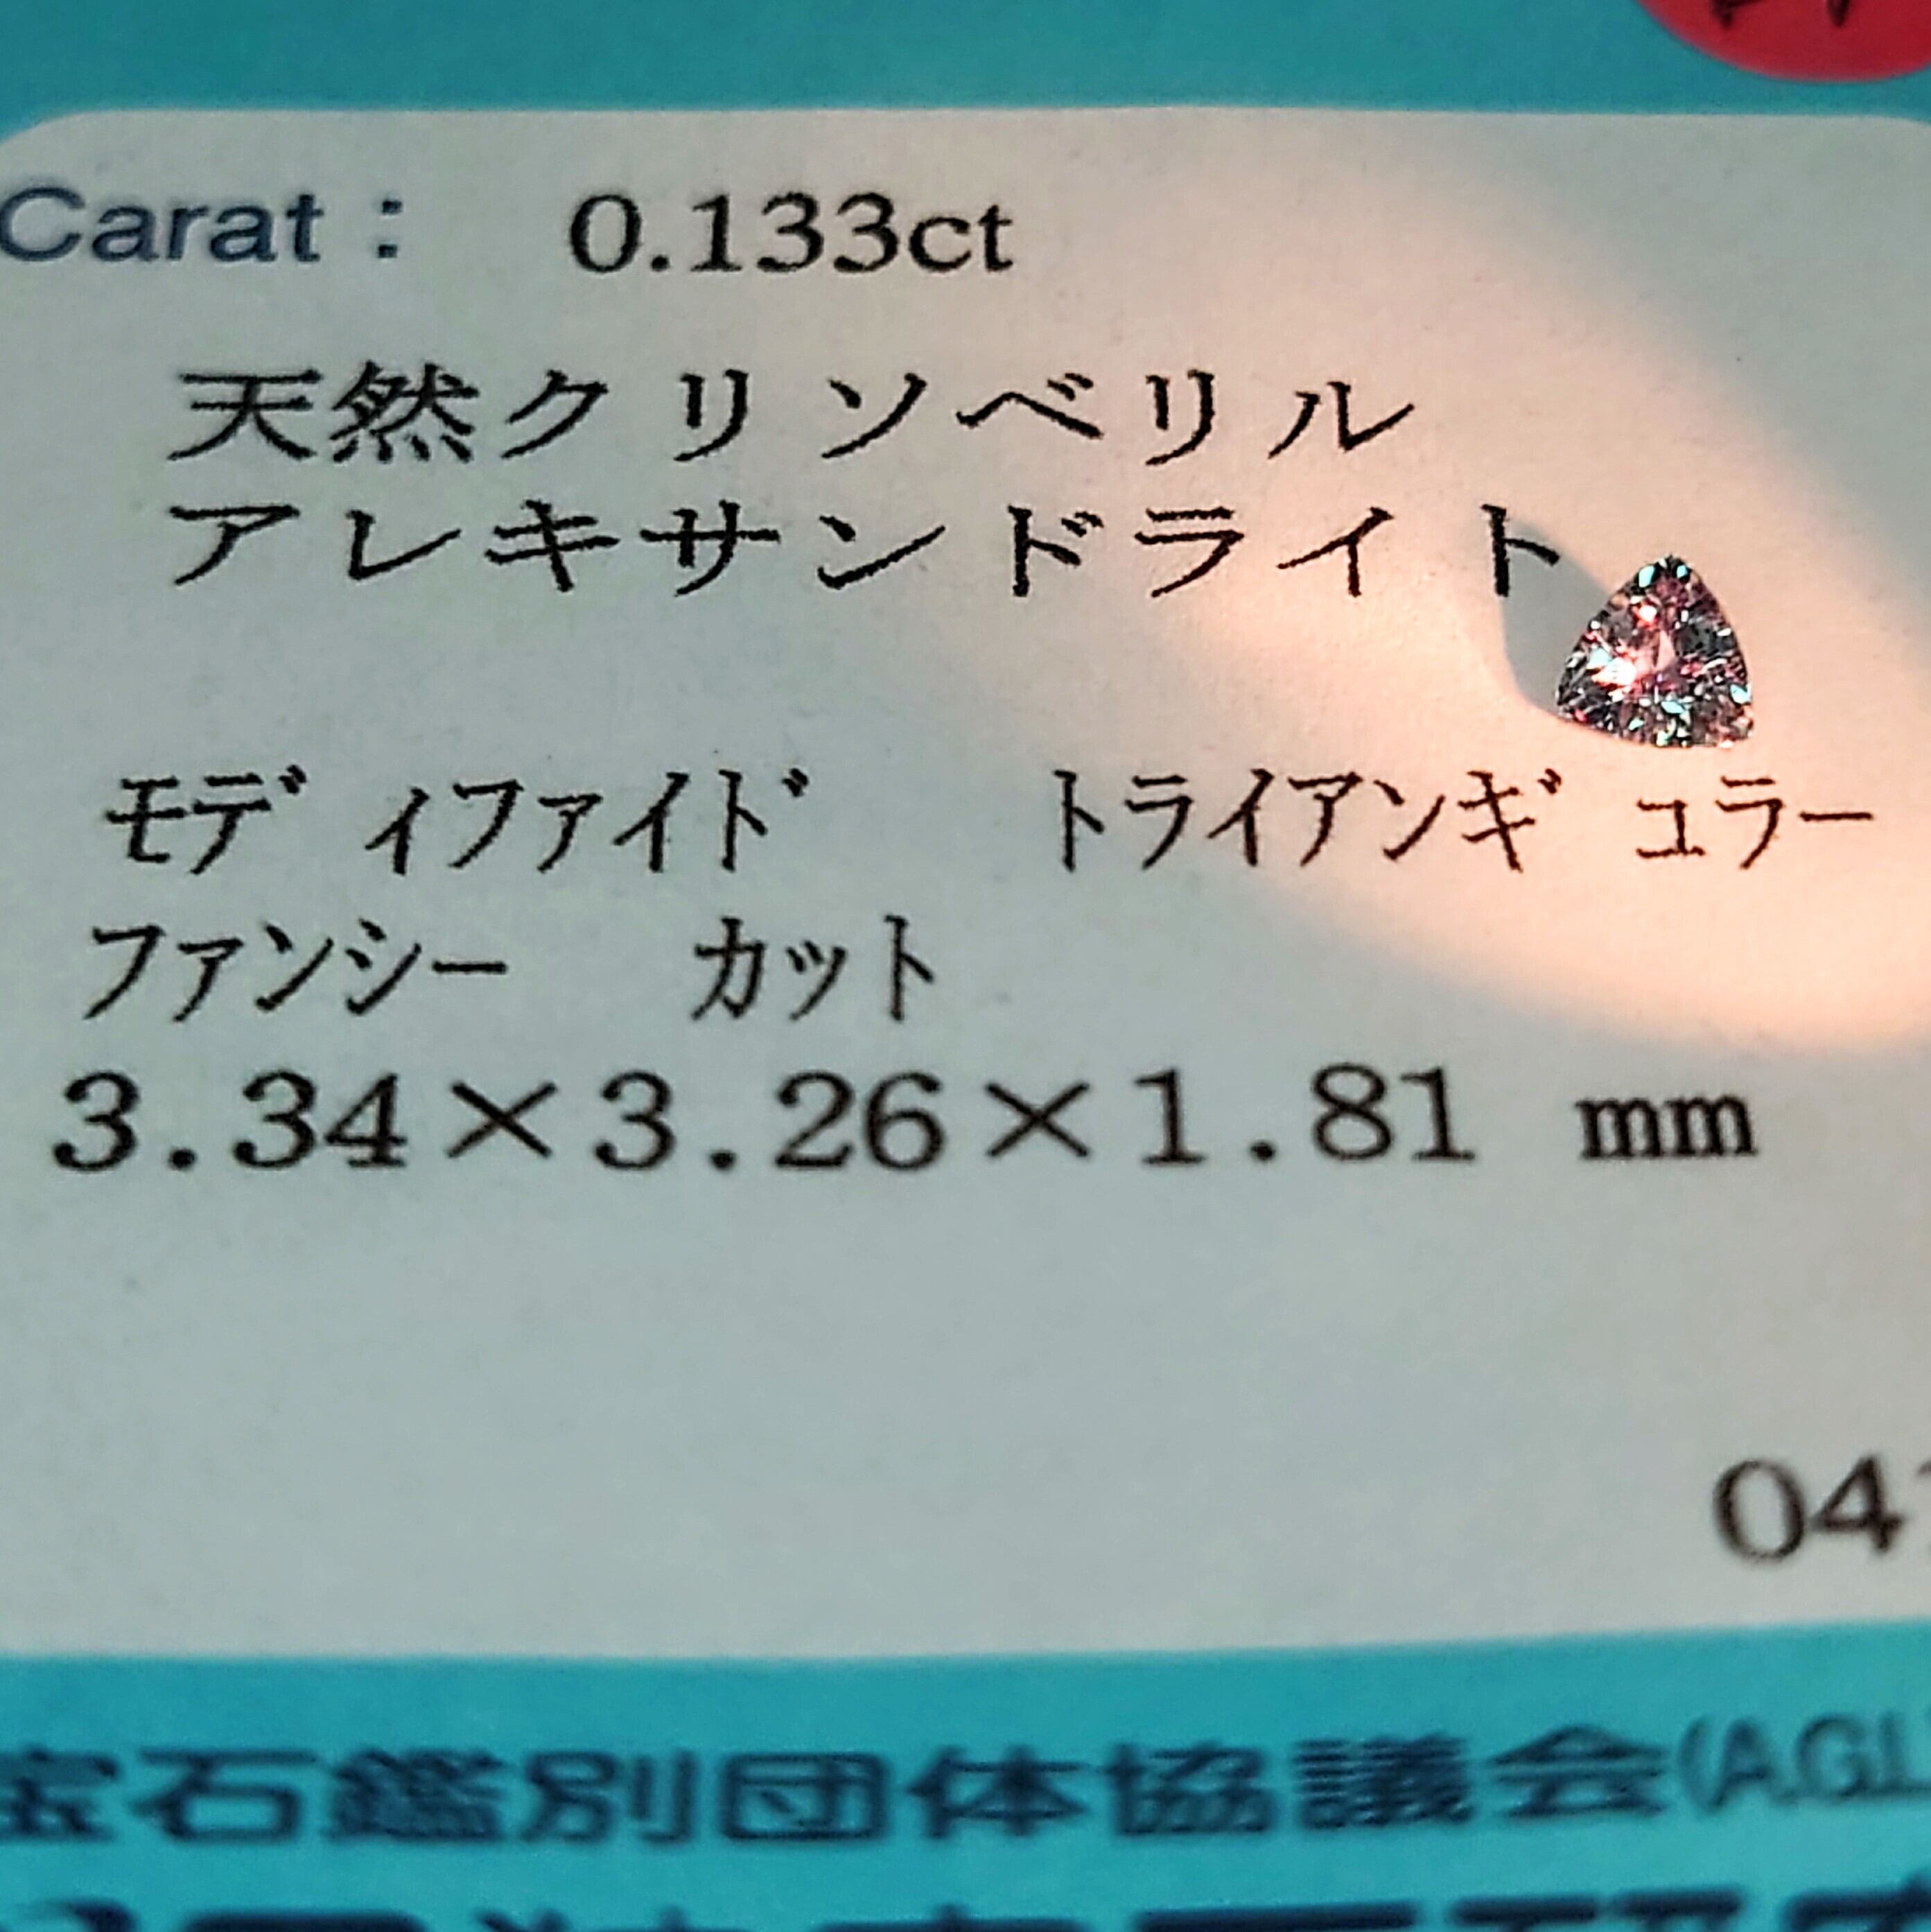 Carat : 0.133ct
天然クリソベリル
アレキサンドライト
モディファイド トライアンギュラー
ファンシー カット
3.34×3.26×1.81 mm
04
宝石鑑別団体協議会(A.G.L